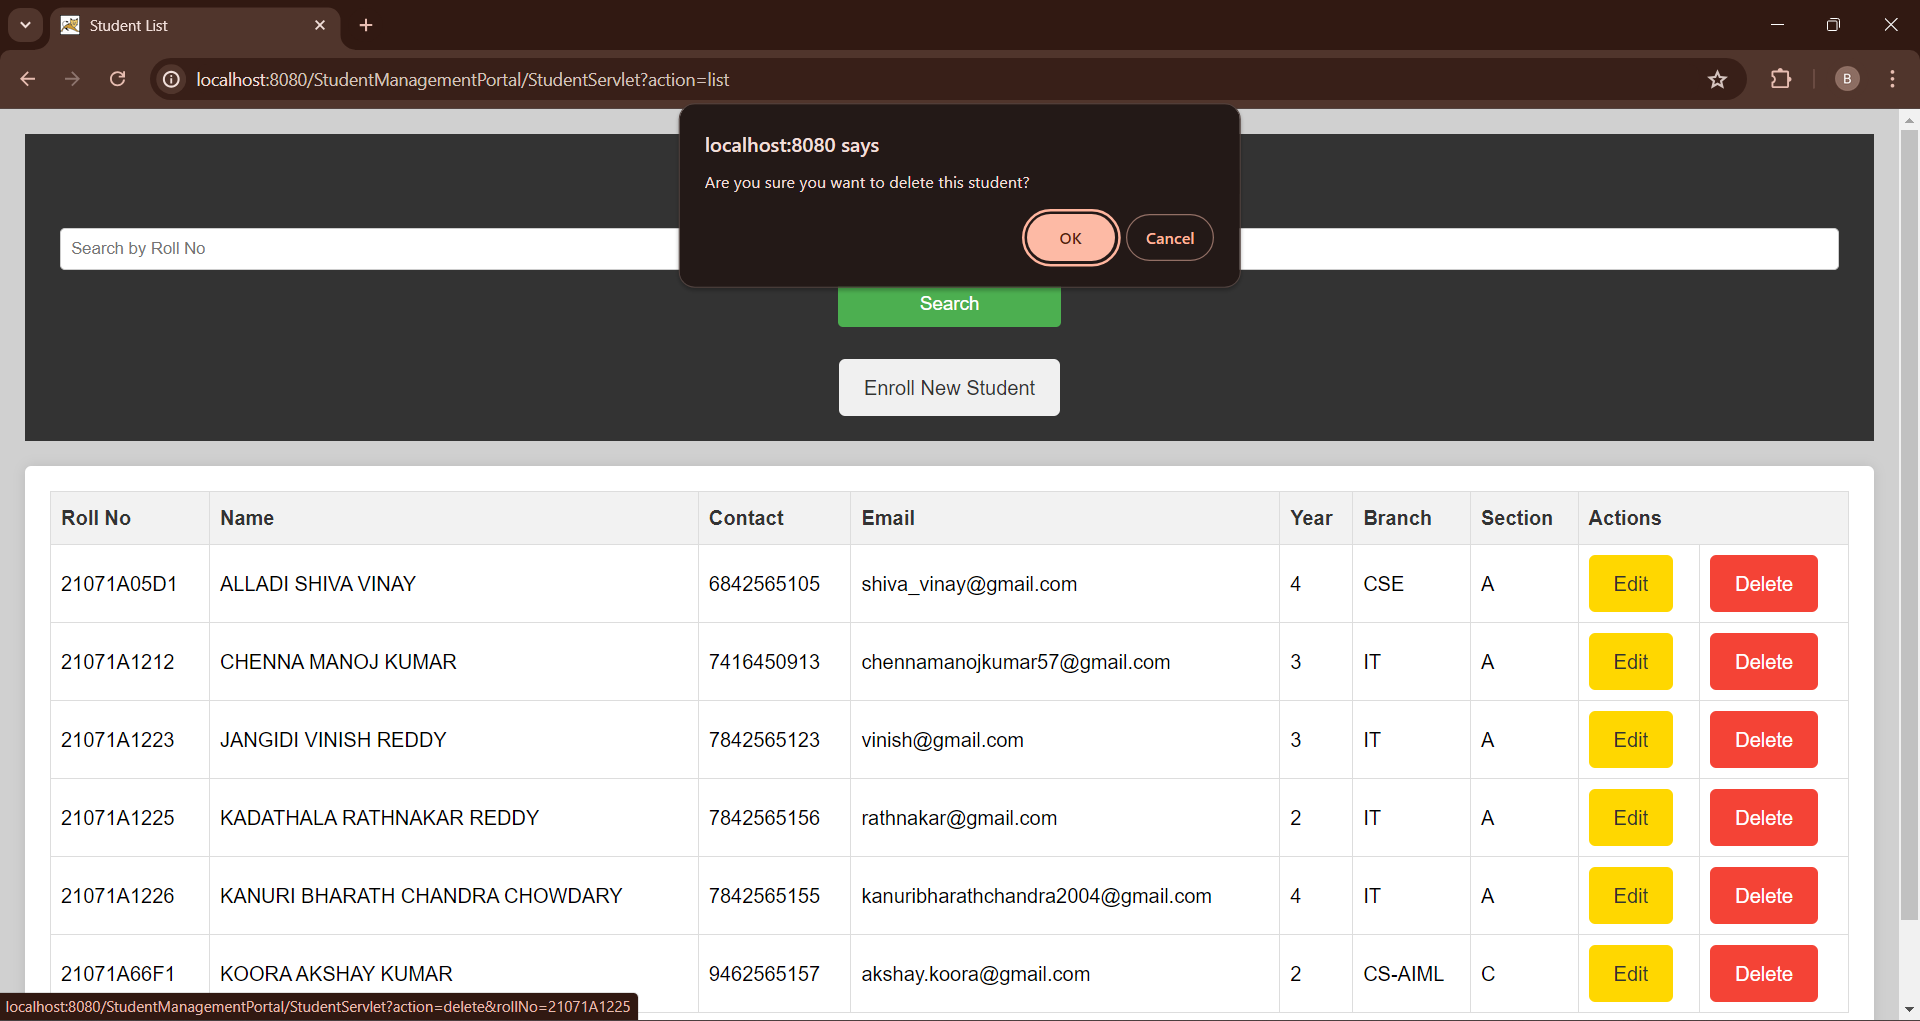 Student List
localhost:8080/StudentManagementPortal/StudentServlet?action=list
B
localhost:8080 says
Are you sure you want to delete this student?
OK Cancel
Search by Roll No
Search
Enroll New Student
Roll No Name Contact Email Year Branch Section Actions
21071A05D1 ALLADI SHIVA VINAY 6842565105 shiva_vinay@gmail.com 4 CSE A Edit Delete
21071A1212 CHENNA MANOJ KUMAR 7416450913 chennamanojkumar57@gmail.com 3 IT A Edit Delete
21071A1223 JANGIDI VINISH REDDY 7842565123 vinish@gmail.com 3 IT A Edit Delete
21071A1225 KADATHALA RATHNAKAR REDDY 7842565156 rathnakar@gmail.com 2 IT A Edit Delete
21071A1226 KANURI BHARATH CHANDRA CHOWDARY 7842565155 kanuribharathchandra2004@gmail.com 4 IT A Edit Delete
21071A66F1 KOORA AKSHAY KUMAR 9462565157 akshay.koora@gmail.com 2 CS-AIML C Edit Delete
localhost:8080/StudentManagementPortal/StudentServlet?action=delete&rollNo=21071A1225